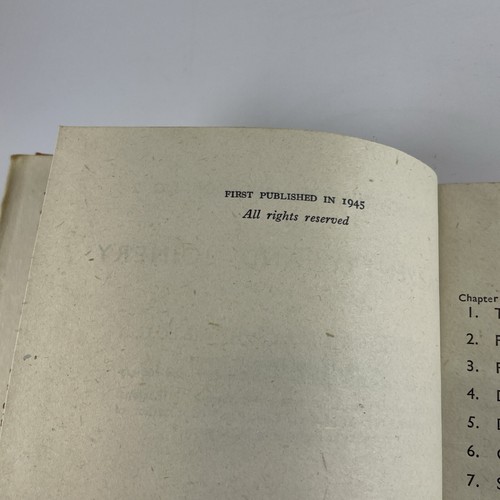 FIRST PUBLISHED IN 1945
All rights reserved
Chapter
1. T
2. F
3. F
4. D
5.
6.
7. S